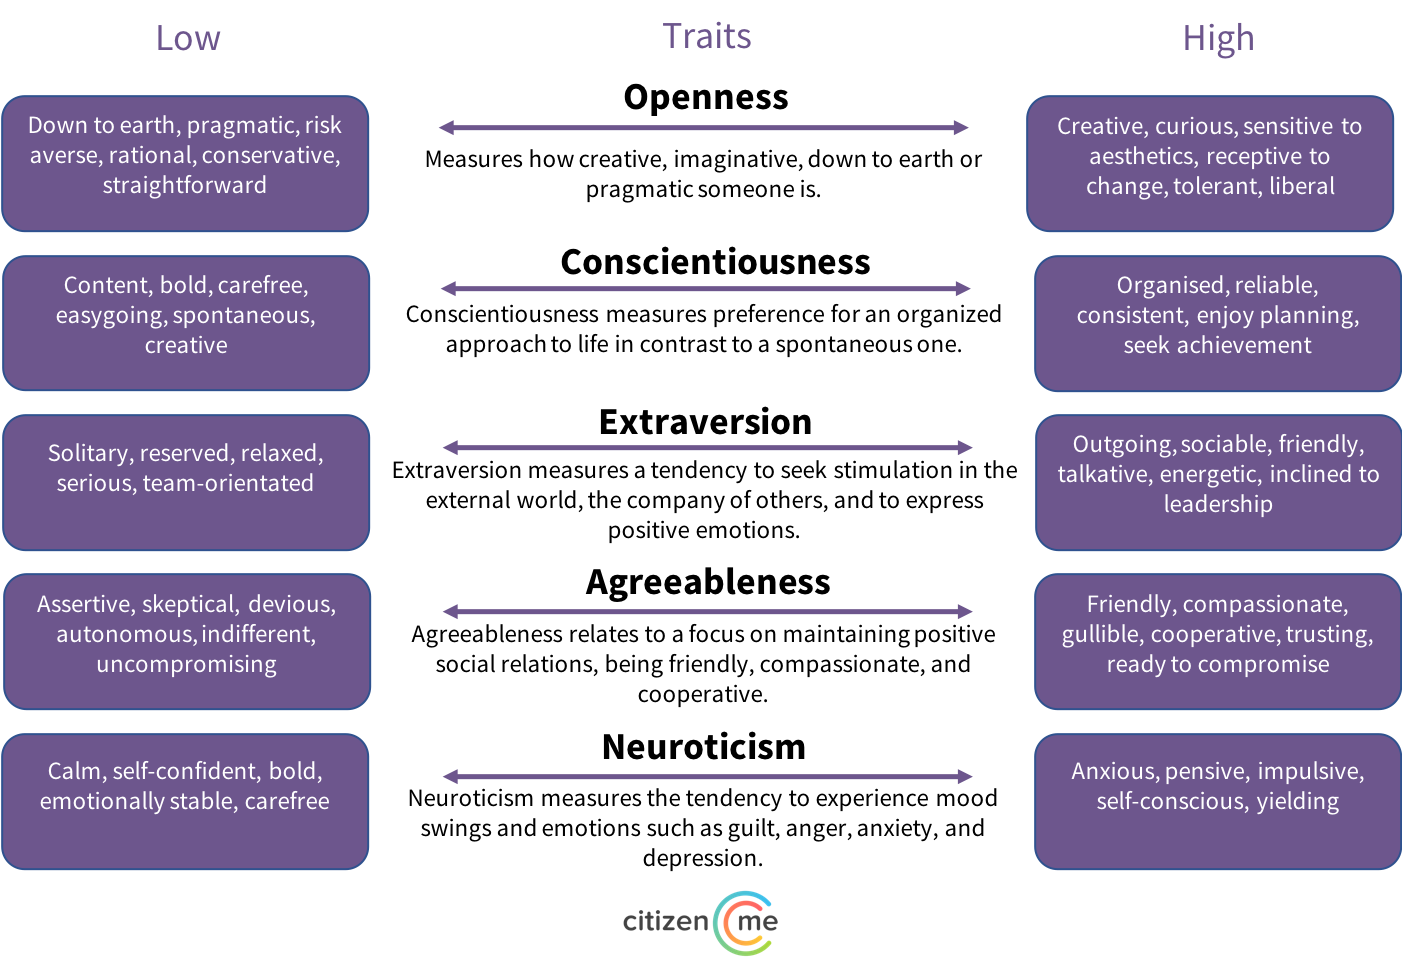 Low
Traits
High
Openness
Down to earth, pragmatic, risk
averse, rational, conservative,
straightforward
Measures how creative, imaginative, down to earth or
pragmatic someone is.
Creative, curious, sensitive to
aesthetics, receptive to
change, tolerant, liberal
Conscientiousness
Content, bold, carefree,
easygoing, spontaneous,
creative
Conscientiousness measures preference for an organized
approach to life in contrast to a spontaneous one.
Organised, reliable,
consistent, enjoy planning,
seek achievement
Extraversion
Solitary, reserved, relaxed,
serious, team-orientated
Extraversion measures a tendency to seek stimulation in the
external world, the company of others, and to express
positive emotions.
Outgoing, sociable, friendly,
talkative, energetic, inclined to
leadership
Agreeableness
Assertive, skeptical, devious,
autonomous, indifferent,
uncompromising
Agreeableness relates to a focus on maintaining positive
social relations, being friendly, compassionate, and
cooperative.
Friendly, compassionate,
gullible, cooperative, trusting,
ready to compromise
Neuroticism
Calm, self-confident, bold,
emotionally stable, carefree
Neuroticism measures the tendency to experience mood
swings and emotions such as guilt, anger, anxiety, and
depression.
Anxious, pensive, impulsive,
self-conscious, yielding
citizen me